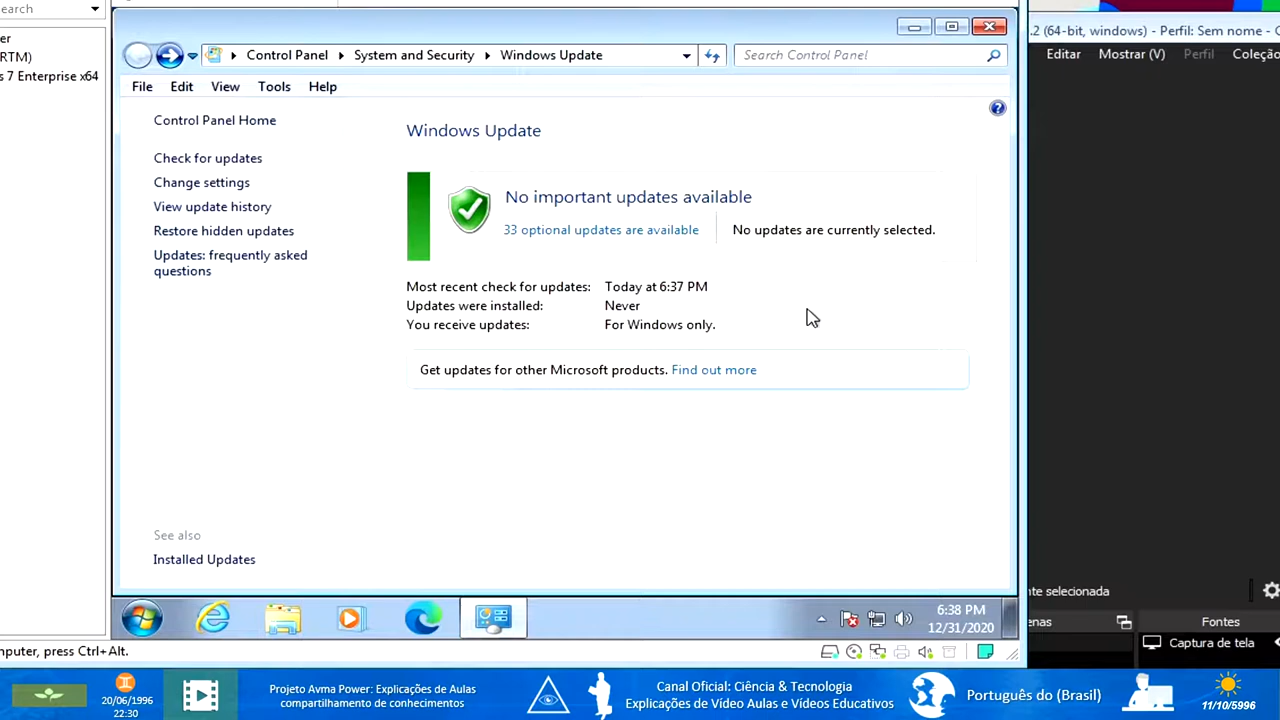 earch
er
RTM)
s 7 Enterprise x64
Control Panel
System and Security
Windows Update
Search Control Panel
File
Edit
View
Tools
Help
Control Panel Home
Check for updates
Change settings
View update history
Restore hidden updates
Updates: frequently asked
questions
See also
Installed Updates
Windows Update
No important updates available
33 optional updates are available
No updates are currently selected.
Most recent check for updates: Today at 6:37 PM
Updates were installed: Never
You receive updates: For Windows only.
Get updates for other Microsoft products. Find out more
6:38 PM
12/31/2020
.2 (64-bit, windows) - Perfil: Sem nome - C
Editar
Mostrar (V)
Perfil
Coleção
nte selecionada
enas
Fontes
Captura de tela
mputer, press Ctrl+Alt.
20/06/1996
22:30
Projeto Avma Power: Explicações de Aulas
compartilhamento de conhecimentos
Canal Oficial: Ciência & Tecnologia
Explicações de Vídeo Aulas e Vídeos Educativos
Português do (Brasil)
11/10/5996